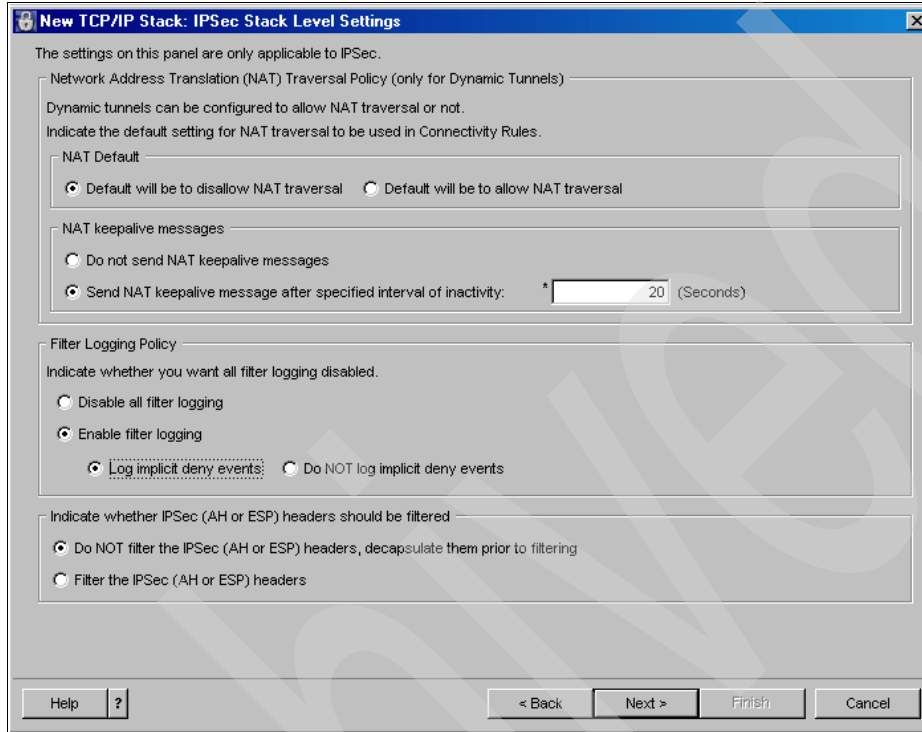 New TCP/IP Stack: IPSec Stack Level Settings
The settings on this panel are only applicable to IPSec.
Network Address Translation (NAT) Traversal Policy (only for Dynamic Tunnels)
Dynamic tunnels can be configured to allow NAT traversal or not.
Indicate the default setting for NAT traversal to be used in Connectivity Rules.
NAT Default
Default will be to disallow NAT traversal Default will be to allow NAT traversal
NAT keepalive messages
Do not send NAT keepalive messages
Send NAT keepalive message after specified interval of inactivity: * 20 (Seconds)
Filter Logging Policy
Indicate whether you want all filter logging disabled.
Disable all filter logging
Enable filter logging
Log implicit deny events Do NOT log implicit deny events
Indicate whether IPSec (AH or ESP) headers should be filtered
Do NOT filter the IPSec (AH or ESP) headers, decapsulate them prior to filtering
Filter the IPSec (AH or ESP) headers
Help ? < Back Next > Finish Cancel